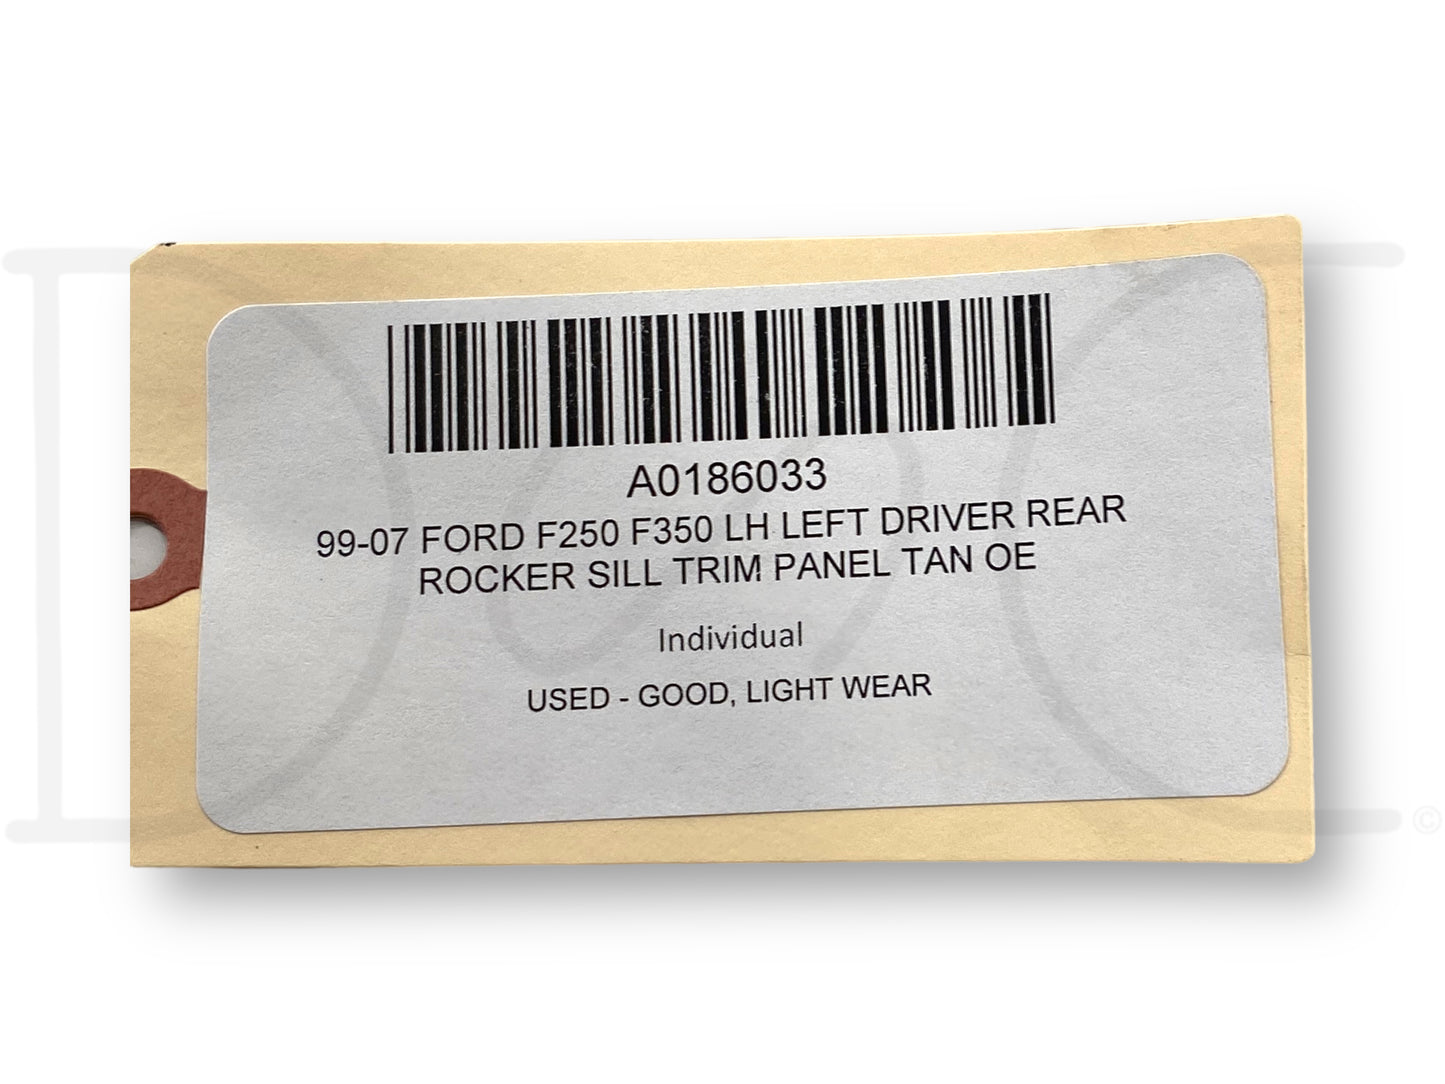 A0186033
99-07 FORD F250 F350 LH LEFT DRIVER REAR
ROCKER SILL TRIM PANEL TAN OE
Individual
USED - GOOD, LIGHT WEAR
©